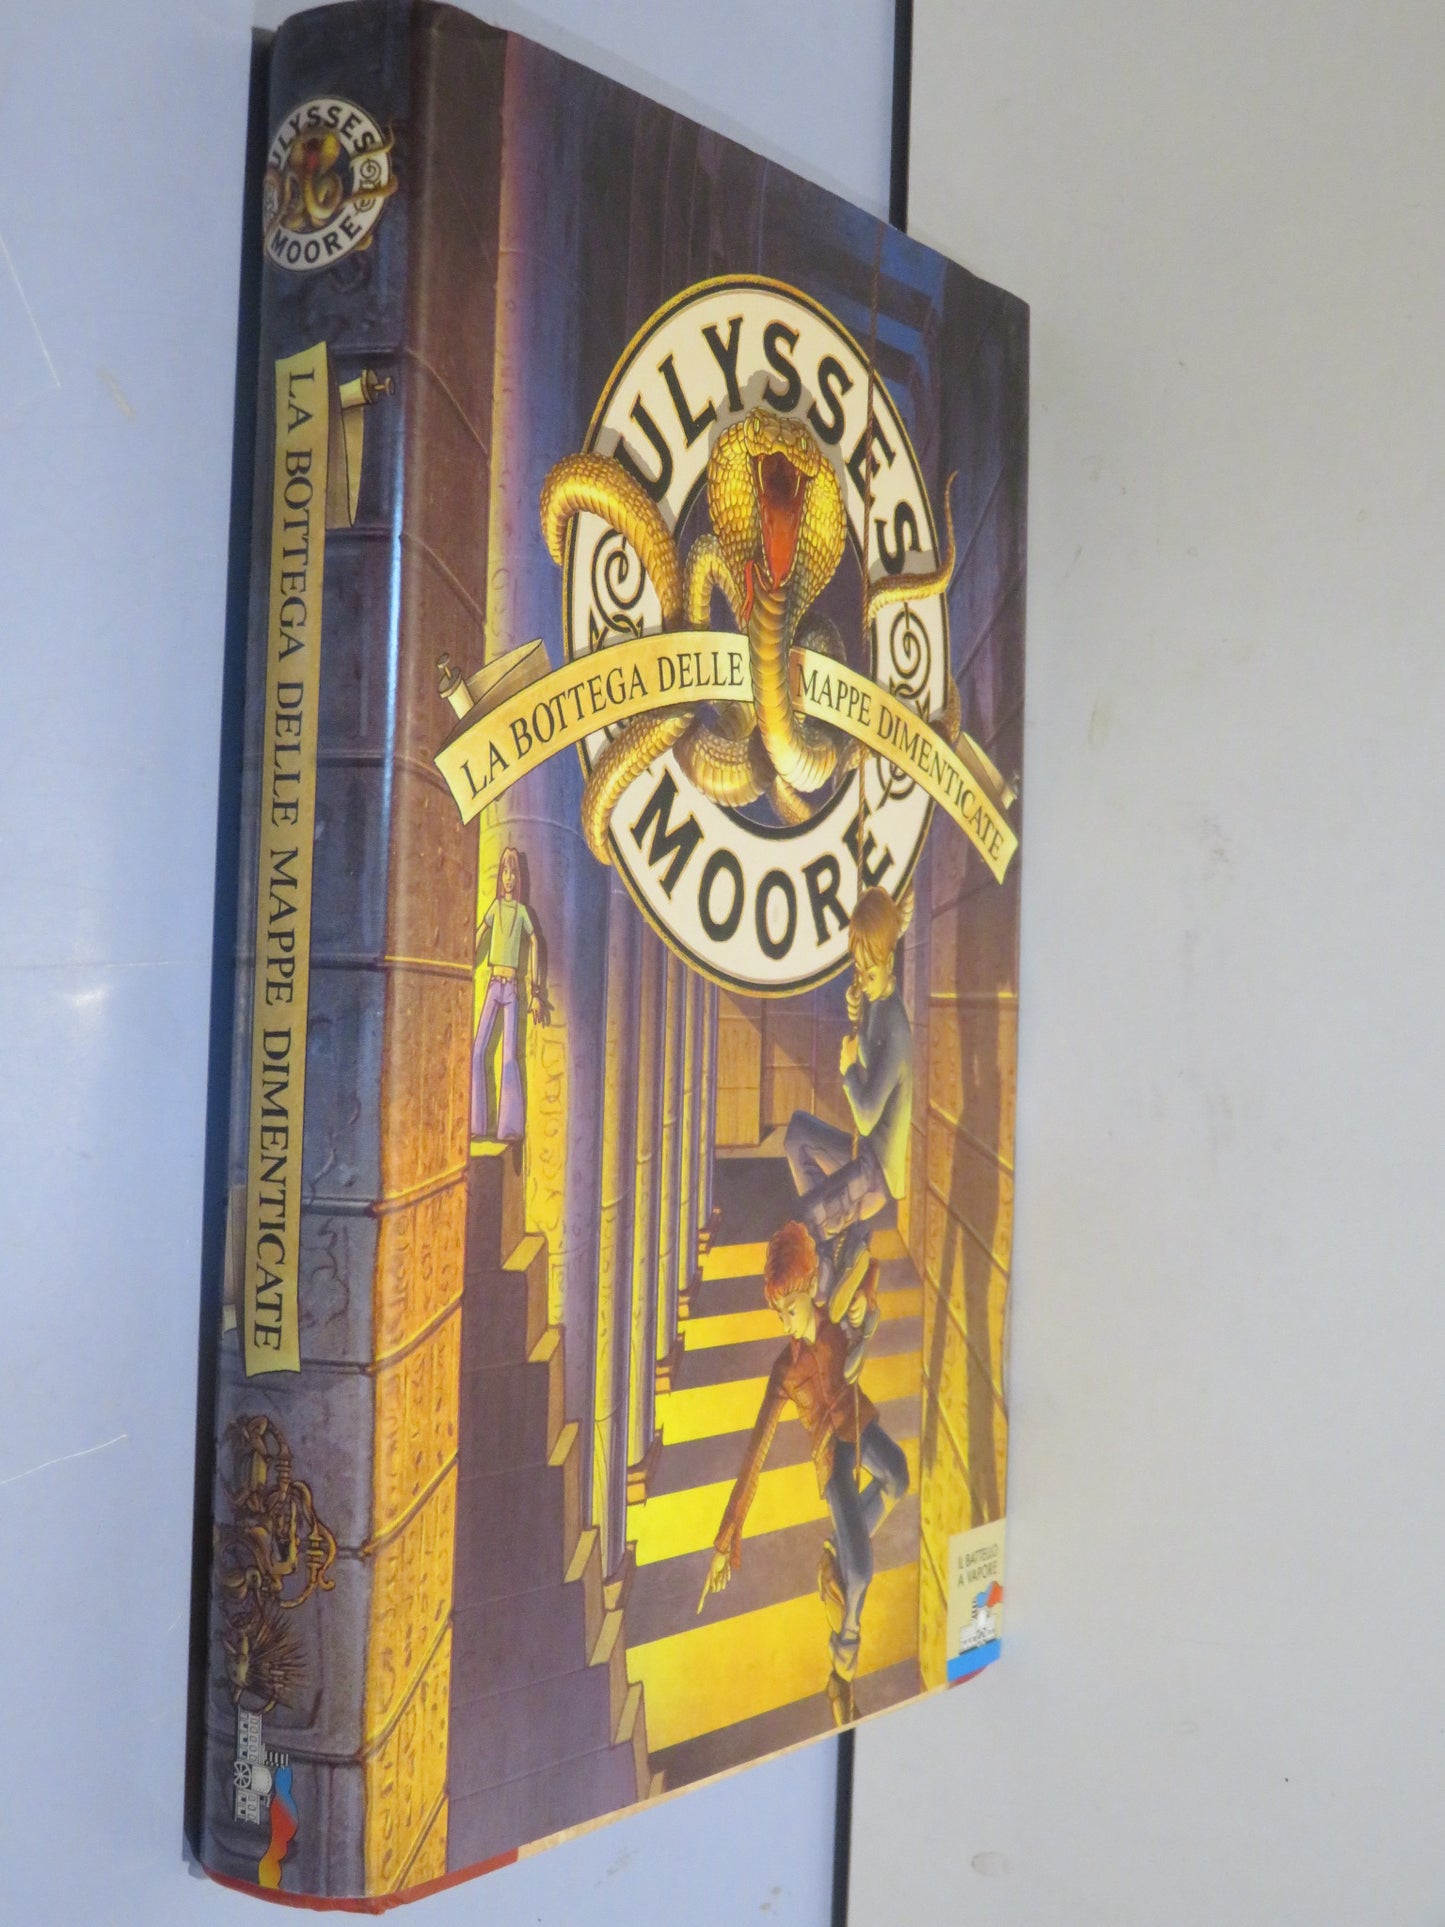 ULYSSES
MOORE
LA BOTTEGA DELLE MAPPE DIMENTICATE
ULYSSES
LA BOTTEGA DELLE MAPPE DIMENTICATE
MOORE
IL BATTELLO
A VAPORE